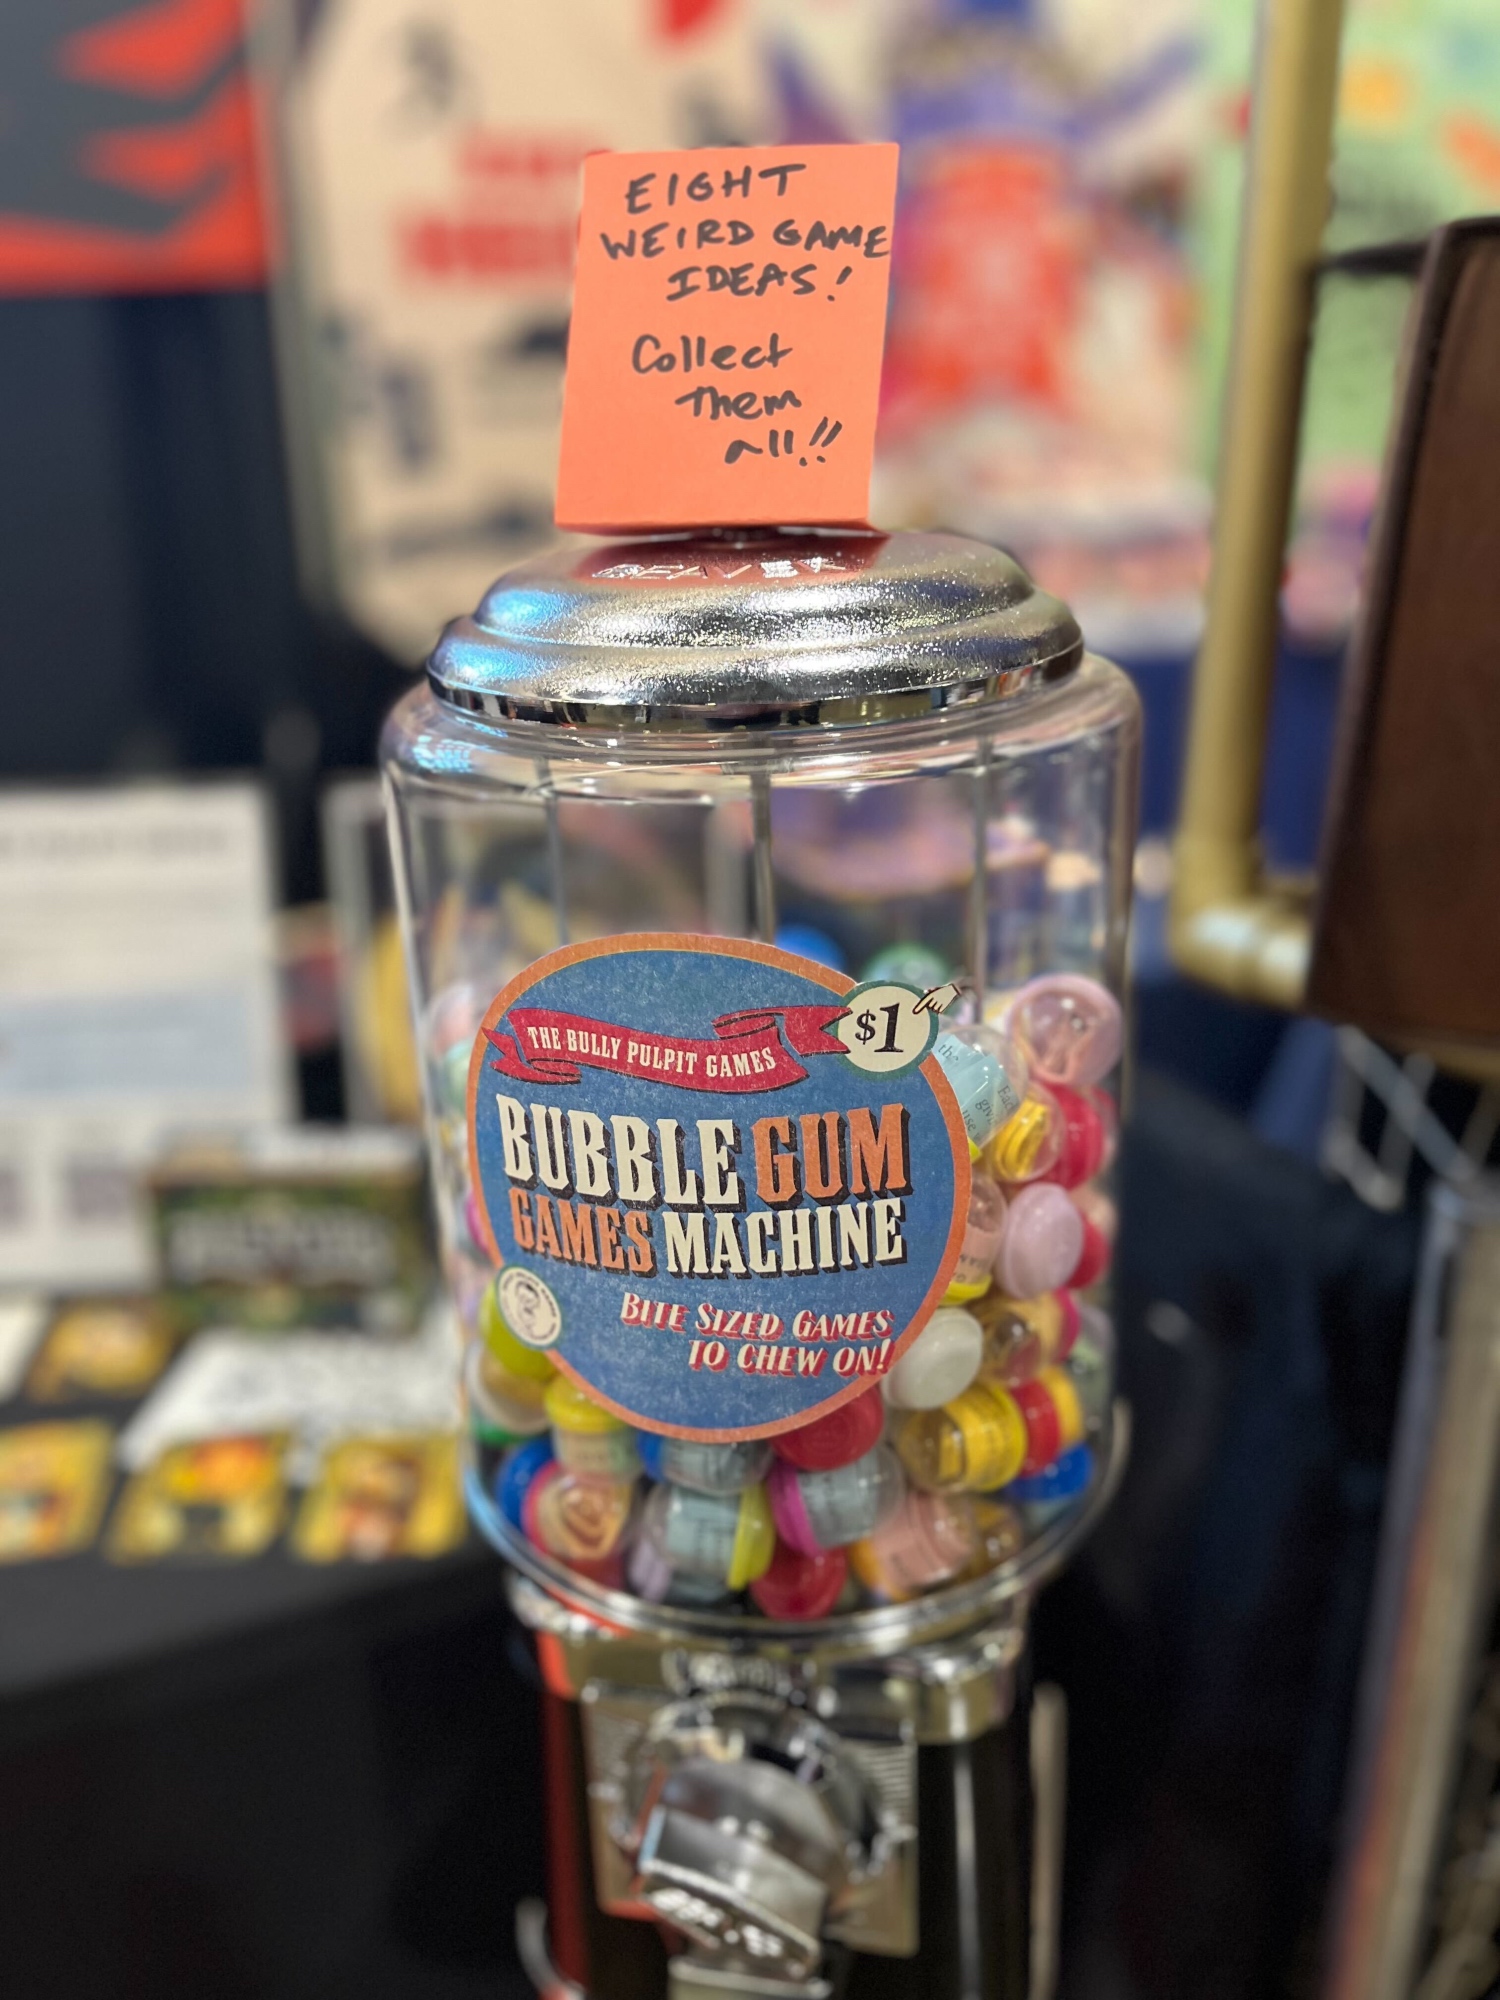 EIGHT
WEIRD GAME
IDEAS!
Collect
Them
all!!
BEAVER
THE BULLY PULPIT GAMES
$1
BUBBLE GUM
GAMES MACHINE
BITE SIZED GAMES
TO CHEW ON!